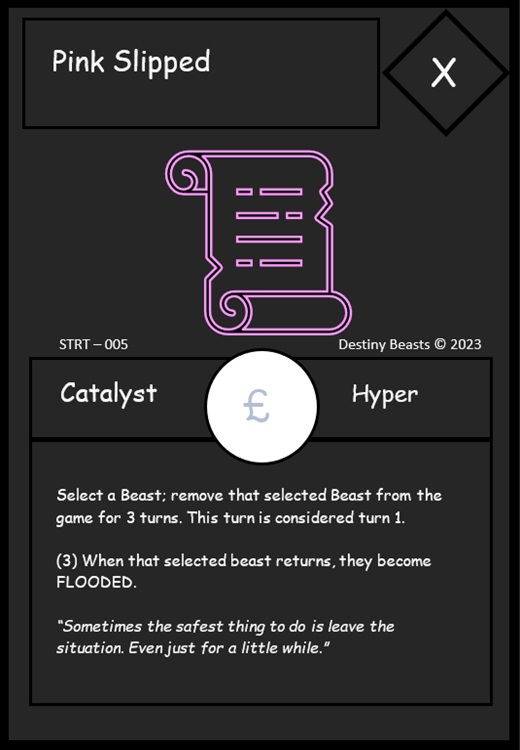 Pink Slipped
X
STRT – 005
Destiny Beasts © 2023
Catalyst
£
Hyper
Select a Beast; remove that selected Beast from the
game for 3 turns. This turn is considered turn 1.
(3) When that selected beast returns, they become
FLOODED.
“Sometimes the safest thing to do is leave the
situation. Even just for a little while.”